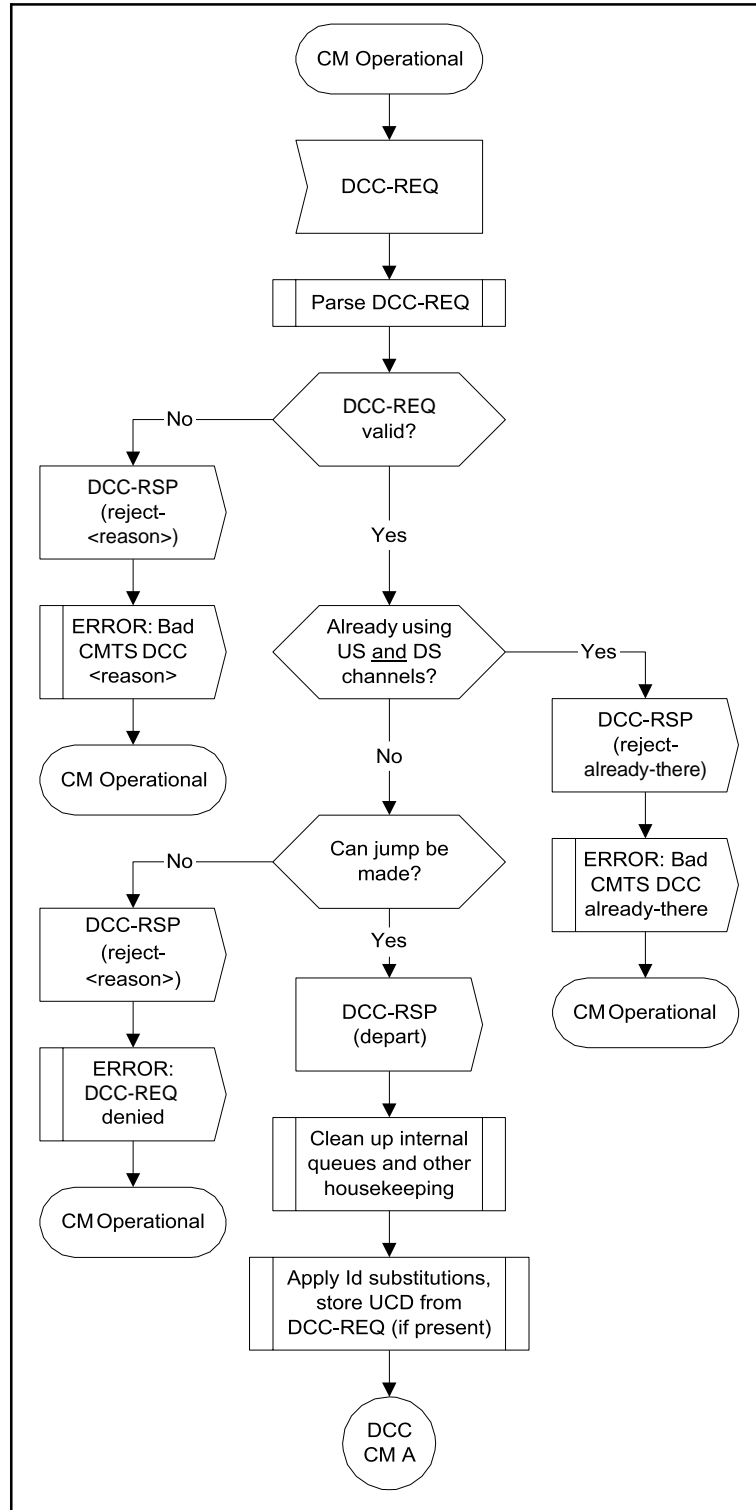 CM Operational
DCC-REQ
Parse DCC-REQ
DCC-REQ
valid?
No
DCC-RSP
(reject-
<reason>)
ERROR: Bad
CMTS DCC
<reason>
CM Operational
Yes
Already using
US and DS
channels?
Yes
DCC-RSP
(reject-
already-there)
ERROR: Bad
CMTS DCC
already-there
CM Operational
No
Can jump be
made?
No
DCC-RSP
(reject-
<reason>)
ERROR:
DCC-REQ
denied
CM Operational
Yes
DCC-RSP
(depart)
Clean up internal
queues and other
housekeeping
Apply Id substitutions,
store UCD from
DCC-REQ (if present)
DCC
CM A